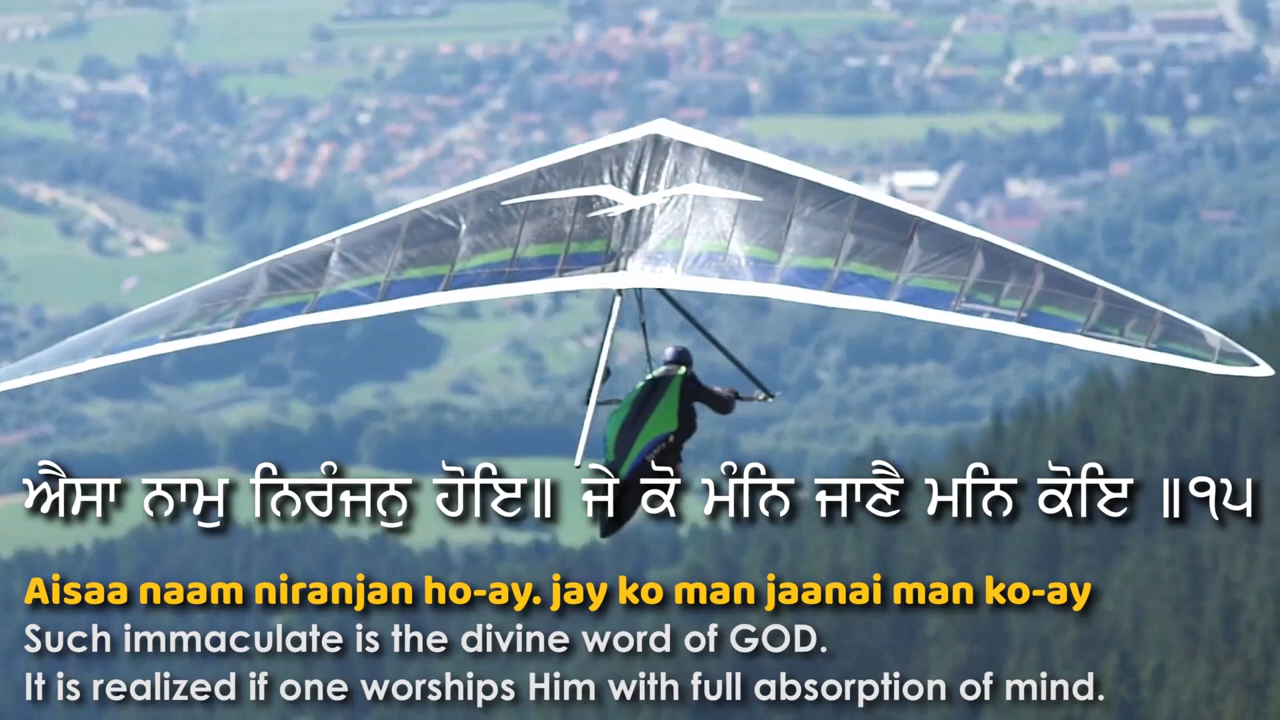 ਐਸਾ ਨਾਮੁ ਨਿਰੰਜਨੁ ਹੋਇ॥ ਜੇ ਕੋ ਮੰਨਿ ਜਾਣੈ ਮਨਿ ਕੋਇ ॥੧੫
Aisaa naam niranjan ho-ay. jay ko man jaanai man ko-ay
Such immaculate is the divine word of GOD.
It is realized if one worships Him with full absorption of mind.